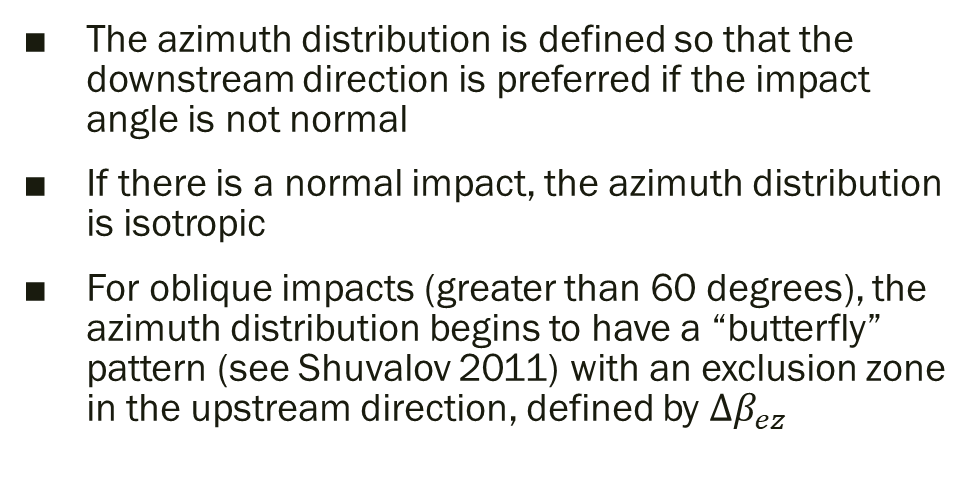 ■ The azimuth distribution is defined so that the
downstream direction is preferred if the impact
angle is not normal
■ If there is a normal impact, the azimuth distribution
is isotropic
■ For oblique impacts (greater than 60 degrees), the
azimuth distribution begins to have a “butterfly”
pattern (see Shuvalov 2011) with an exclusion zone
in the upstream direction, defined by Δβ_ez